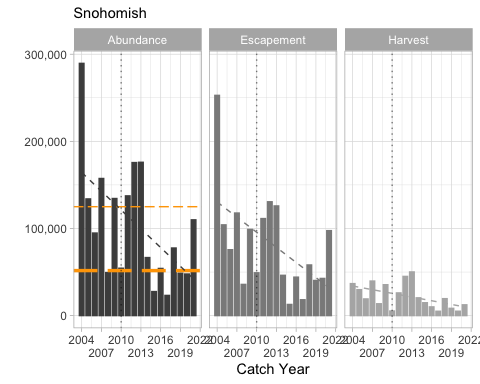 Snohomish
Abundance Escapement Harvest
300,000
200,000
100,000
0
2004 2010 2016 2022 2004 2010 2016 2022 2004 2010 2016 2022
2007 2013 2019 2007 2013 2019 2007 2013 2019
Catch Year